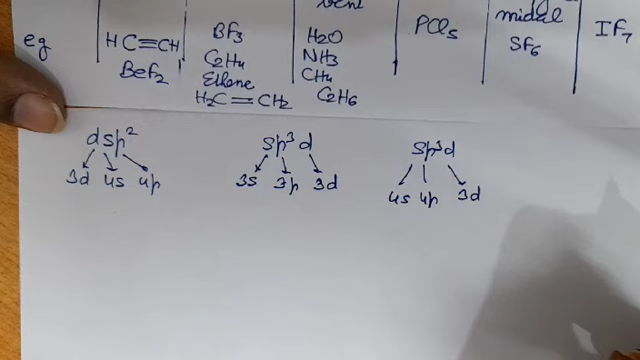 eg HC≡CH BF3 H2O PCl5 midal IF7
BeF2 C2H4 NH3 SF6
Ethene CH4
H2C=CH2 C2H6
dsp² sp³d sp³d
3d 4s 4p 3s 3p 3d 4s 4p 3d